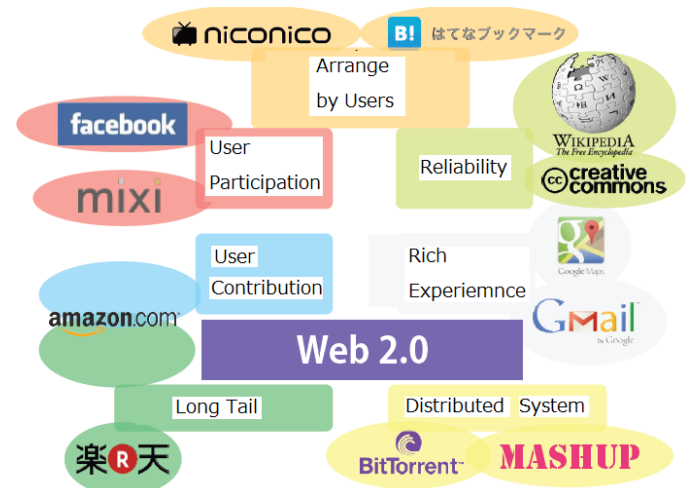 niconico
B! はてなブックマーク
Arrange
by Users
facebook
WIKIPEDIA
The Free Encyclopedia
User
Participation
Reliability
mixi
cc creative
commons
User
Contribution
Rich
Experiemnce
Google Maps
amazon.com
Gmail
by Google
Web 2.0
Long Tail
Distributed System
楽R天
BitTorrent™
MASHUP